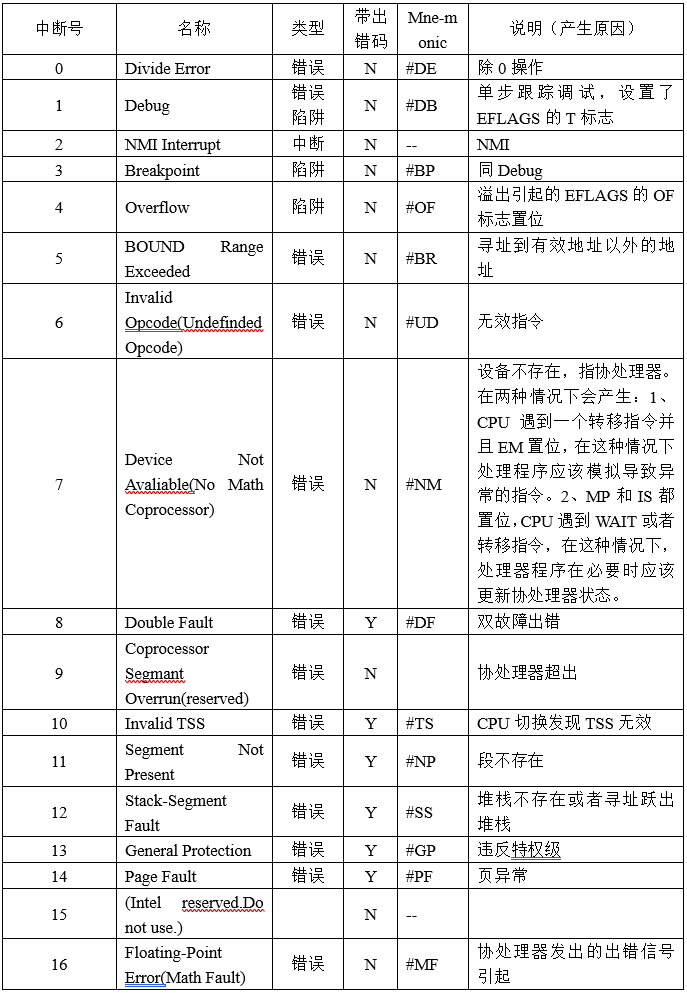 中断号 名称 类型 带出错码 Mne-monic 说明（产生原因）
0 Divide Error 错误 N #DE 除 0 操作
1 Debug 错误 陷阱 N #DB 单步跟踪调试，设置了
EFLAGS 的 T 标志
2 NMI Interrupt 中断 N -- NMI
3 Breakpoint 陷阱 N #BP 同 Debug
4 Overflow 陷阱 N #OF 溢出引起的 EFLAGS 的 OF
标志置位
5 BOUND Range
Exceeded 错误 N #BR 寻址到有效地址以外的地
址
6 Invalid
Opcode(Undefinded
Opcode) 错误 N #UD 无效指令
7 Device Not
Avaliable(No Math
Coprocessor) 错误 N #NM 设备不存在，指协处理器。
在两种情况下会产生：1、
CPU 遇到一个转移指令并
且 EM 置位，在这种情况下
处理程序应该模拟导致异
常的指令。2、MP 和 IS 都
置位，CPU 遇到 WAIT 或者
转移指令，在这种情况下，
处理器程序在必要时应该
更新协处理器状态。
8 Double Fault 错误 Y #DF 双故障出错
9 Coprocessor
Segmant
Overrun(reserved) 错误 N 协处理器超出
10 Invalid TSS 错误 Y #TS CPU 切换发现 TSS 无效
11 Segment Not
Present 错误 Y #NP 段不存在
12 Stack-Segment
Fault 错误 Y #SS 堆栈不存在或者寻址跃出
堆栈
13 General Protection 错误 Y #GP 违反特权级
14 Page Fault 错误 Y #PF 页异常
15 (Intel reserved.Do
not use.) N --
16 Floating-Point
Error(Math Fault) 错误 N #MF 协处理器发出的出错信号
引起